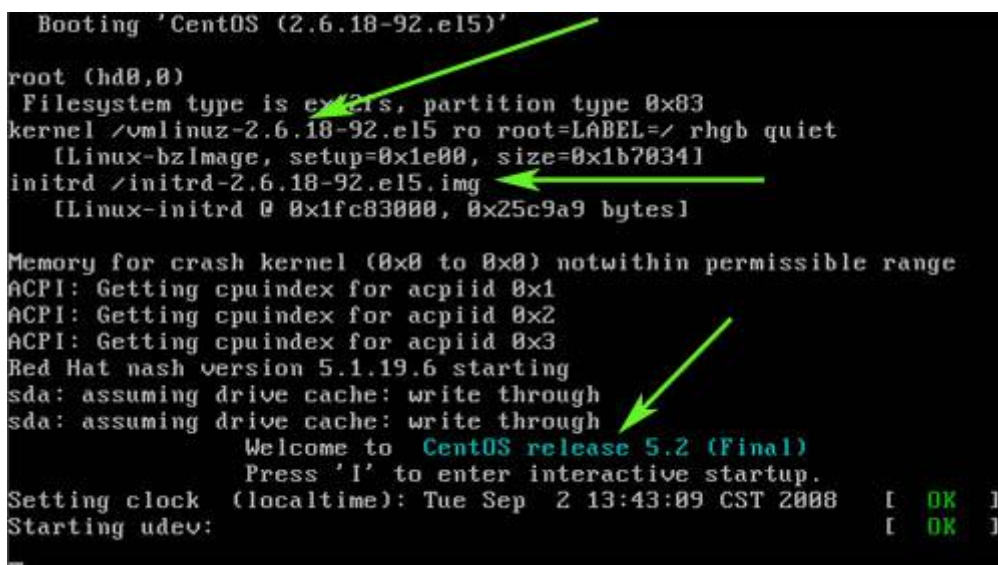 Booting 'CentOS (2.6.18-92.el5)'
root (hd0,0)
Filesystem type is ext2fs, partition type 0x83
kernel /vmlinuz-2.6.18-92.el5 ro root=LABEL=/ rhgb quiet
[Linux-bzImage, setup=0x1e00, size=0x1b7034]
initrd /initrd-2.6.18-92.el5.img
[Linux-initrd @ 0x1fc83000, 0x25c9a9 bytes]
Memory for crash kernel (0x0 to 0x0) notwithin permissible range
ACPI: Getting cpuindex for acpiid 0x1
ACPI: Getting cpuindex for acpiid 0x2
ACPI: Getting cpuindex for acpiid 0x3
Red Hat nash version 5.1.19.6 starting
sda: assuming drive cache: write through
sda: assuming drive cache: write through
Welcome to CentOS release 5.2 (Final)
Press 'I' to enter interactive startup.
Setting clock (localtime): Tue Sep 2 13:43:09 CST 2008 [ OK ]
Starting udev: [ OK ]